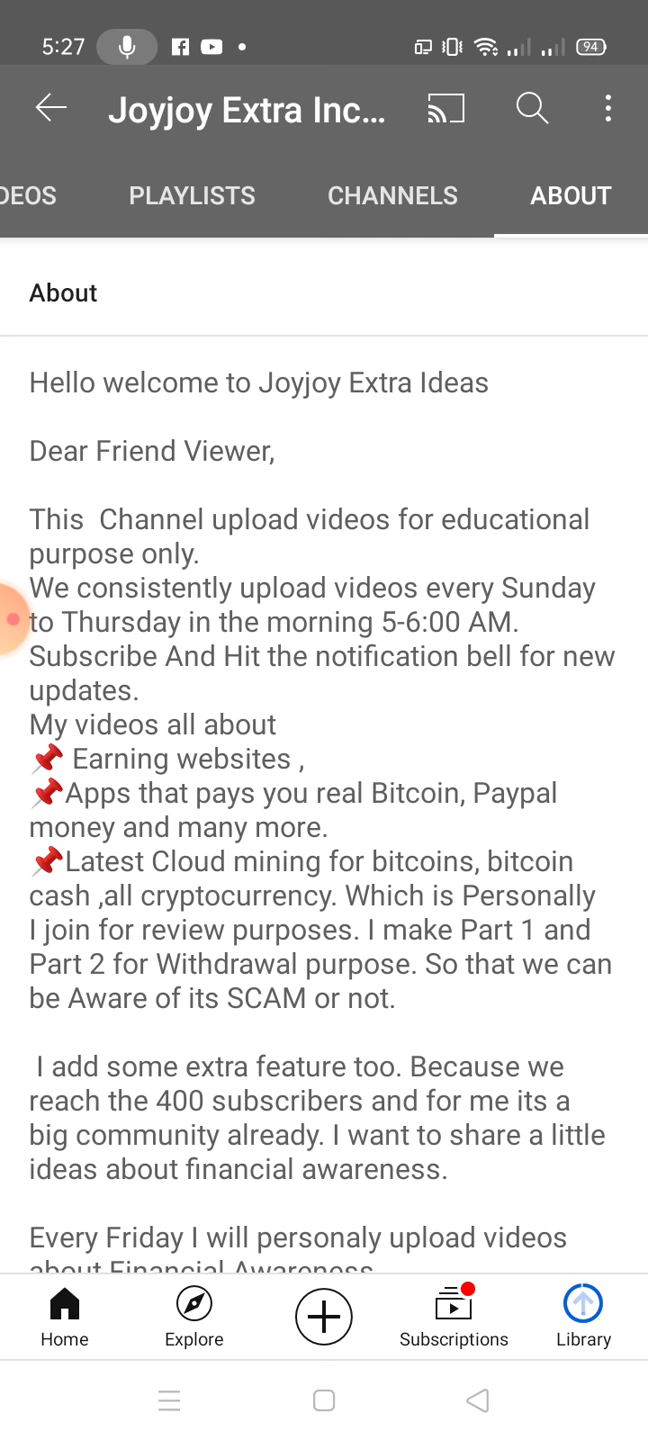 5:27
94
Joyjoy Extra Inc...
DEOS PLAYLISTS CHANNELS ABOUT
About
Hello welcome to Joyjoy Extra Ideas
Dear Friend Viewer,
This Channel upload videos for educational
purpose only.
We consistently upload videos every Sunday
to Thursday in the morning 5-6:00 AM.
Subscribe And Hit the notification bell for new
updates.
My videos all about
📌 Earning websites ,
📌Apps that pays you real Bitcoin, Paypal
money and many more.
📌Latest Cloud mining for bitcoins, bitcoin
cash ,all cryptocurrency. Which is Personally
I join for review purposes. I make Part 1 and
Part 2 for Withdrawal purpose. So that we can
be Aware of its SCAM or not.
I add some extra feature too. Because we
reach the 400 subscribers and for me its a
big community already. I want to share a little
ideas about financial awareness.
Every Friday I will personaly upload videos
about Financial Awareness
Home Explore Subscriptions Library